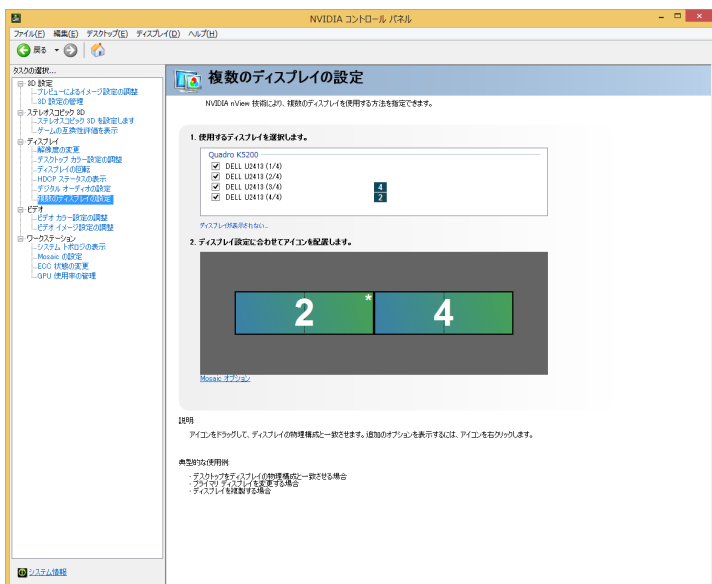 NVIDIA コントロール パネル
ファイル(F) 編集(E) デスクトップ(E) ディスプレイ(D) ヘルプ(H)
戻る
タスクの選択...
3D 設定
プレビューによるイメージ設定の調整
3D 設定の管理
ステレオスコピック 3D
ステレオスコピック 3D を設定します
ゲームの互換性評価を表示
ディスプレイ
解像度の変更
デスクトップ カラー設定の調整
ディスプレイの回転
HDCP ステータスの表示
デジタル オーディオの設定
複数のディスプレイの設定
ビデオ
ビデオ カラー設定の調整
ビデオ イメージ設定の調整
ワークステーション
システム トポロジの表示
Mosaic の設定
ECC 状態の変更
GPU 使用率の管理
システム情報
複数のディスプレイの設定
NVIDIA nView 技術により、複数のディスプレイを使用する方法を指定できます。
1. 使用するディスプレイを選択します。
Quadro K5200
DELL U2413 (1/4)
DELL U2413 (2/4)
DELL U2413 (3/4) 4
DELL U2413 (4/4) 2
ディスプレイが表示されない...
2. ディスプレイ設定に合わせてアイコンを配置します。
2 * 4
Mosaic オプション
説明
アイコンをドラッグして、ディスプレイの物理構成と一致させます。追加のオプションを表示するには、アイコンを右クリックします。
典型的な使用例:
· デスクトップをディスプレイの物理構成と一致させる場合
· プライマリ ディスプレイを変更する場合
· ディスプレイを複製する場合